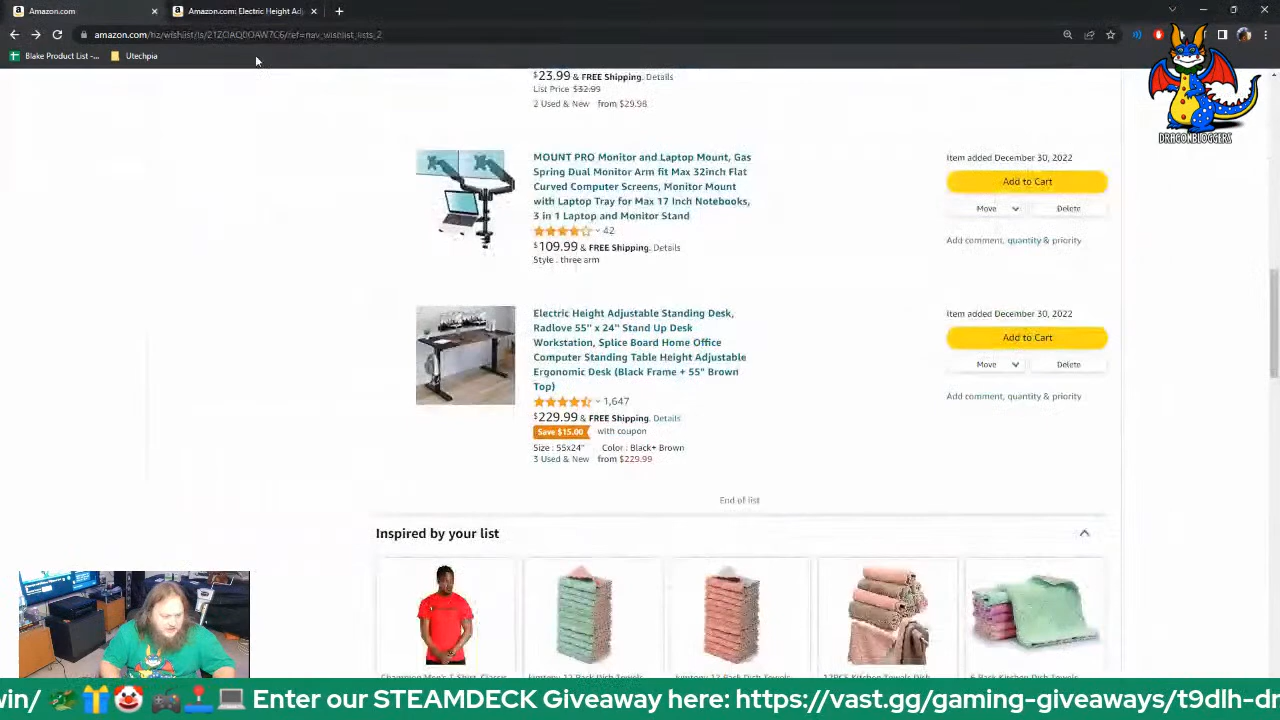 Amazon.com
Amazon.com: Electric Height Adj
amazon.com/hz/wishlist/ls/21ZCIAQD0AW7C6/ref=nav_wishlist_lists_2
Blake Product List -...
Utechpia
DRAGONBLOGGERS
$23.99 & FREE Shipping. Details
List Price $32.99
2 Used & New from $29.98
MOUNT PRO Monitor and Laptop Mount, Gas
Spring Dual Monitor Arm fit Max 32inch Flat
Curved Computer Screens, Monitor Mount
with Laptop Tray for Max 17 Inch Notebooks,
3 in 1 Laptop and Monitor Stand
42
$109.99 & FREE Shipping. Details
Style : three arm
Item added December 30, 2022
Add to Cart
Move
Delete
Add comment, quantity & priority
Electric Height Adjustable Standing Desk,
Radlove 55'' x 24'' Stand Up Desk
Workstation, Splice Board Home Office
Computer Standing Table Height Adjustable
Ergonomic Desk (Black Frame + 55" Brown
Top)
1,647
$229.99 & FREE Shipping. Details
Save $15.00 with coupon
Size : 55x24'' Color : Black+ Brown
3 Used & New from $229.99
Item added December 30, 2022
Add to Cart
Move
Delete
Add comment, quantity & priority
End of list
Inspired by your list
win/ Enter our STEAMDECK Giveaway here: https://vast.gg/gaming-giveaways/t9dlh-dr